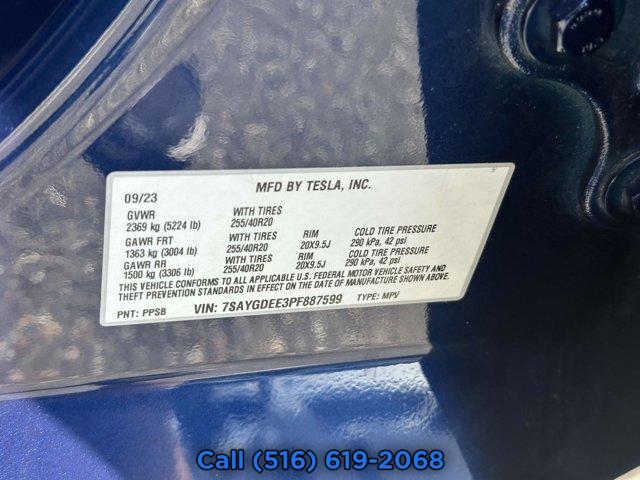 MFD BY TESLA, INC.
09/23
GVWR WITH TIRES
2369 kg (5224 lb) 255/40R20
GAWR FRT WITH TIRES RIM COLD TIRE PRESSURE
1363 kg (3004 lb) 255/40R20 20X9.5J 290 kPa, 42 psi
GAWR RR WITH TIRES RIM COLD TIRE PRESSURE
1500 kg (3306 lb) 255/40R20 20X9.5J 290 kPa, 42 psi
THIS VEHICLE CONFORMS TO ALL APPLICABLE U.S. FEDERAL MOTOR VEHICLE SAFETY AND
THEFT PREVENTION STANDARDS IN EFFECT ON THE DATE OF MANUFACTURE SHOWN ABOVE.
PNT: PPSB VIN: 7SAYGDEE3PF887599 TYPE: MPV
Call (516) 619-2068